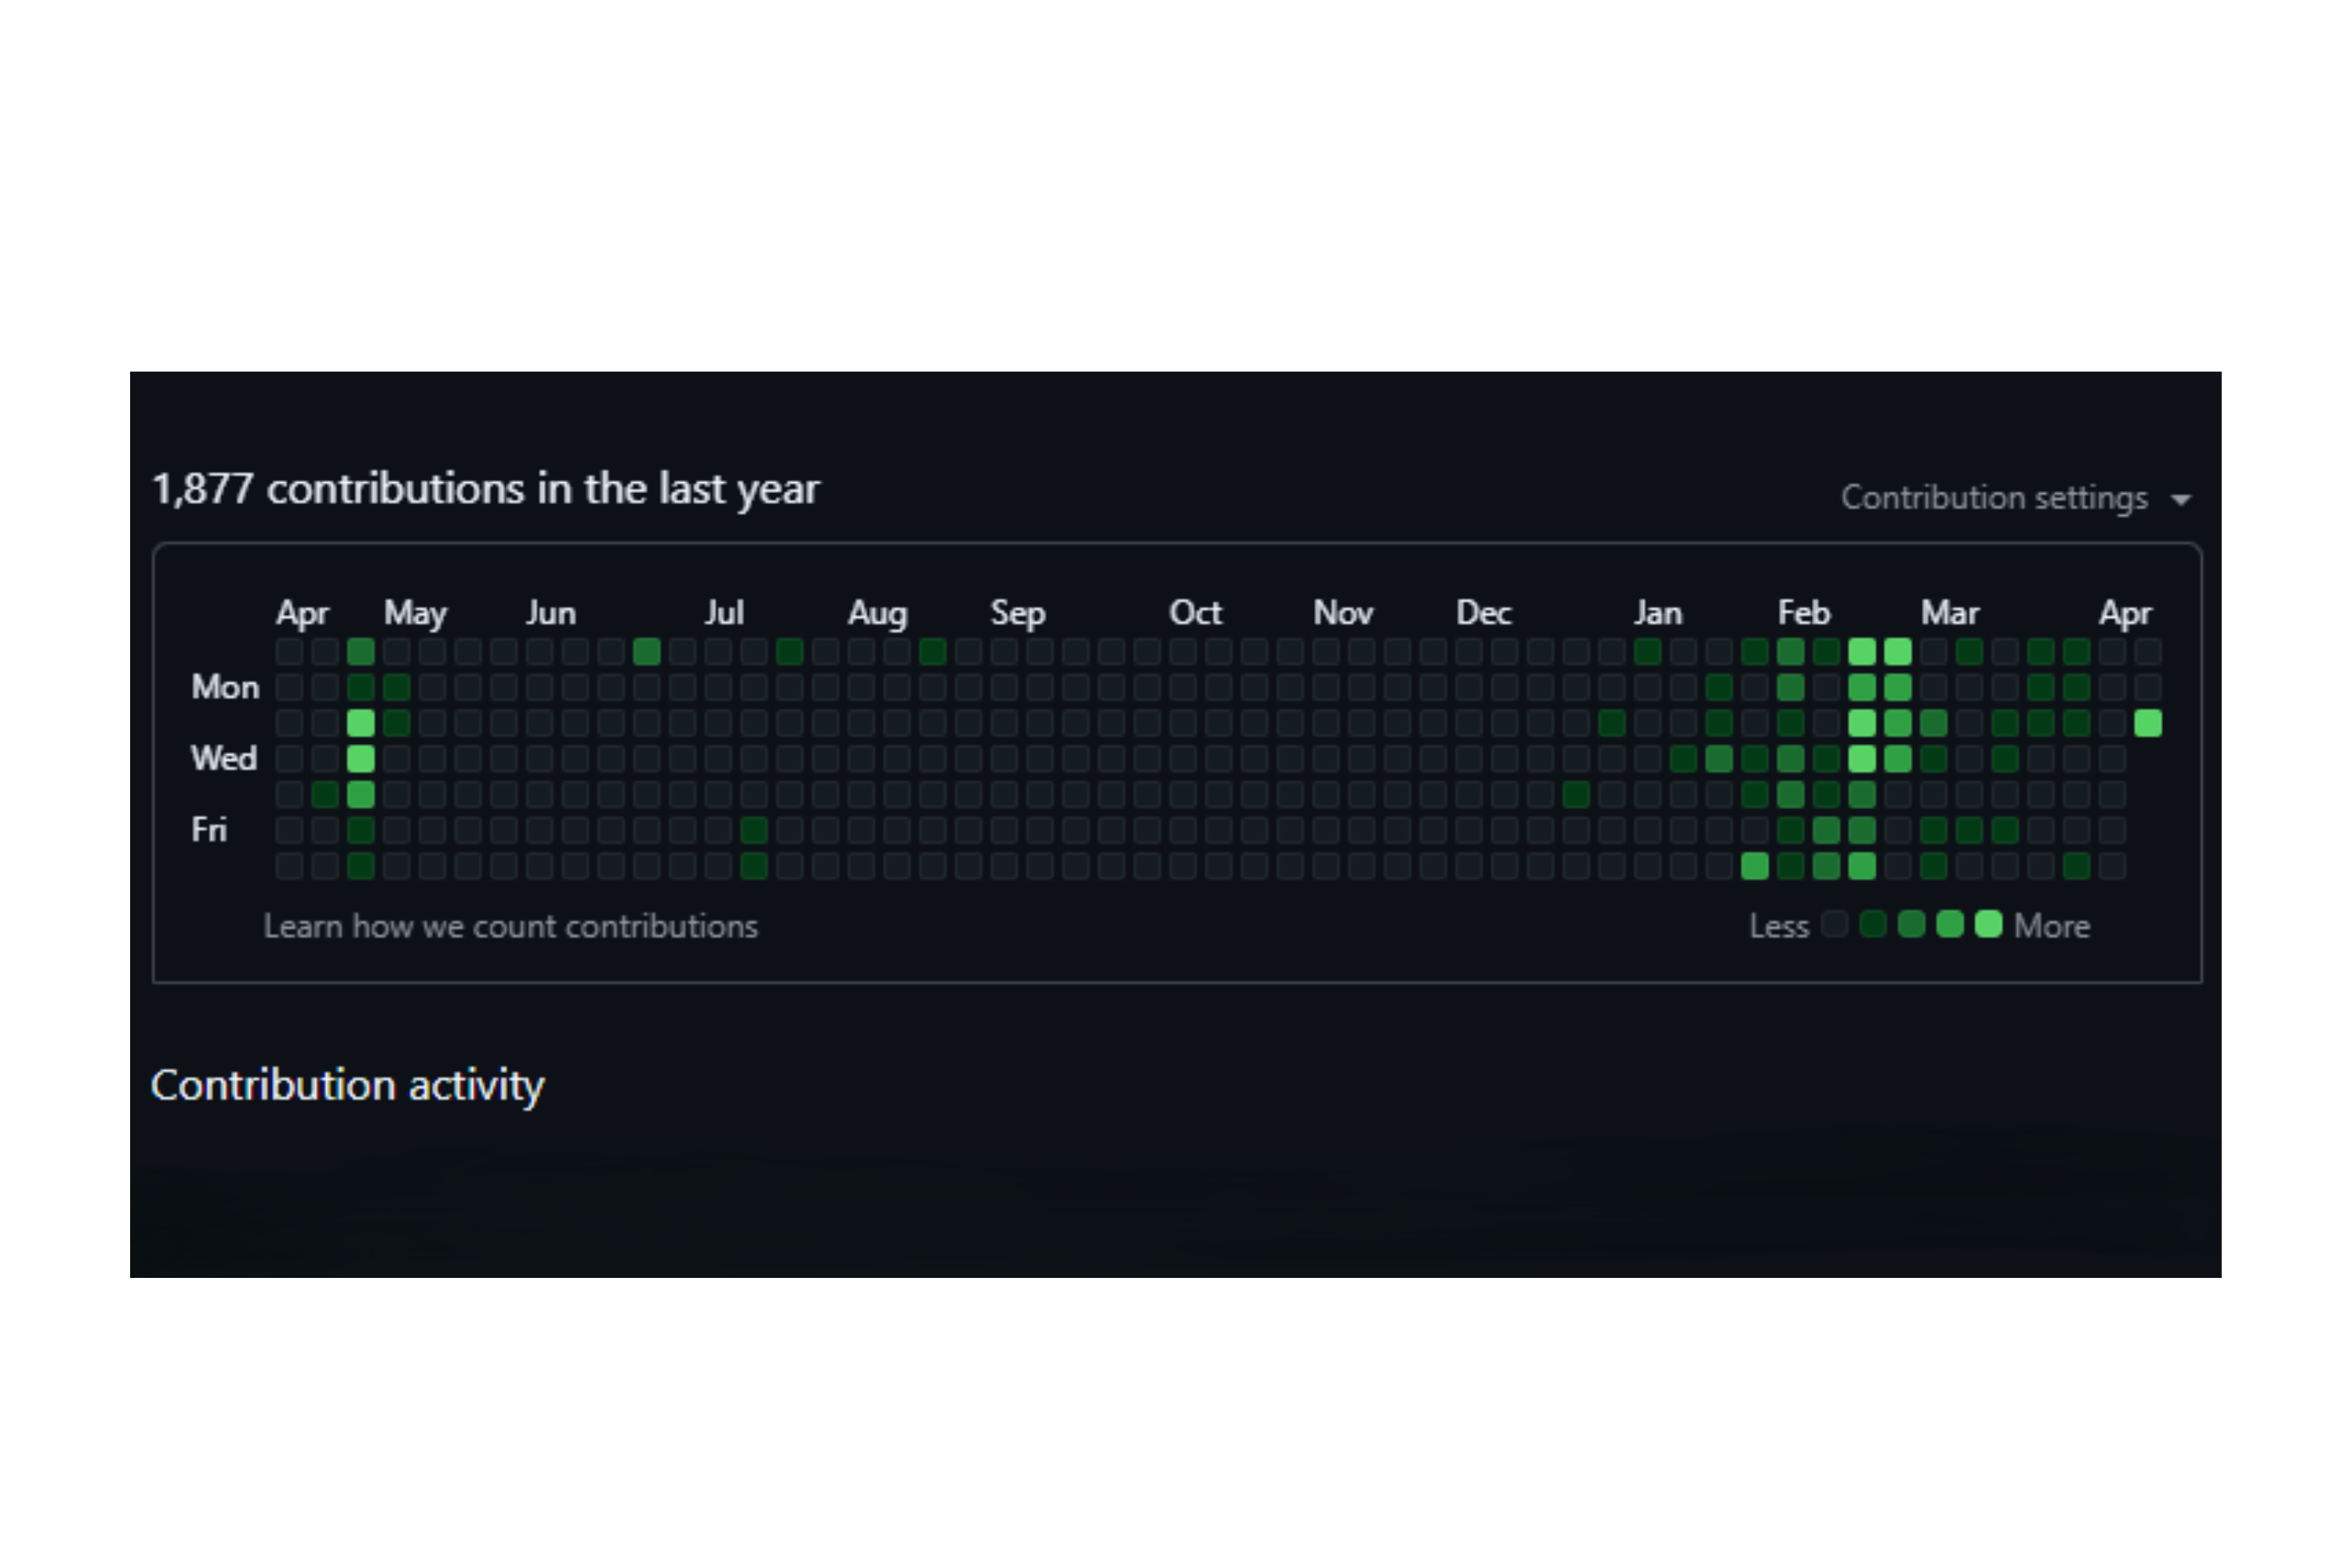 1,877 contributions in the last year
Contribution settings
Apr May Jun Jul Aug Sep Oct Nov Dec Jan Feb Mar Apr
Mon
Wed
Fri
Learn how we count contributions
Less More
Contribution activity